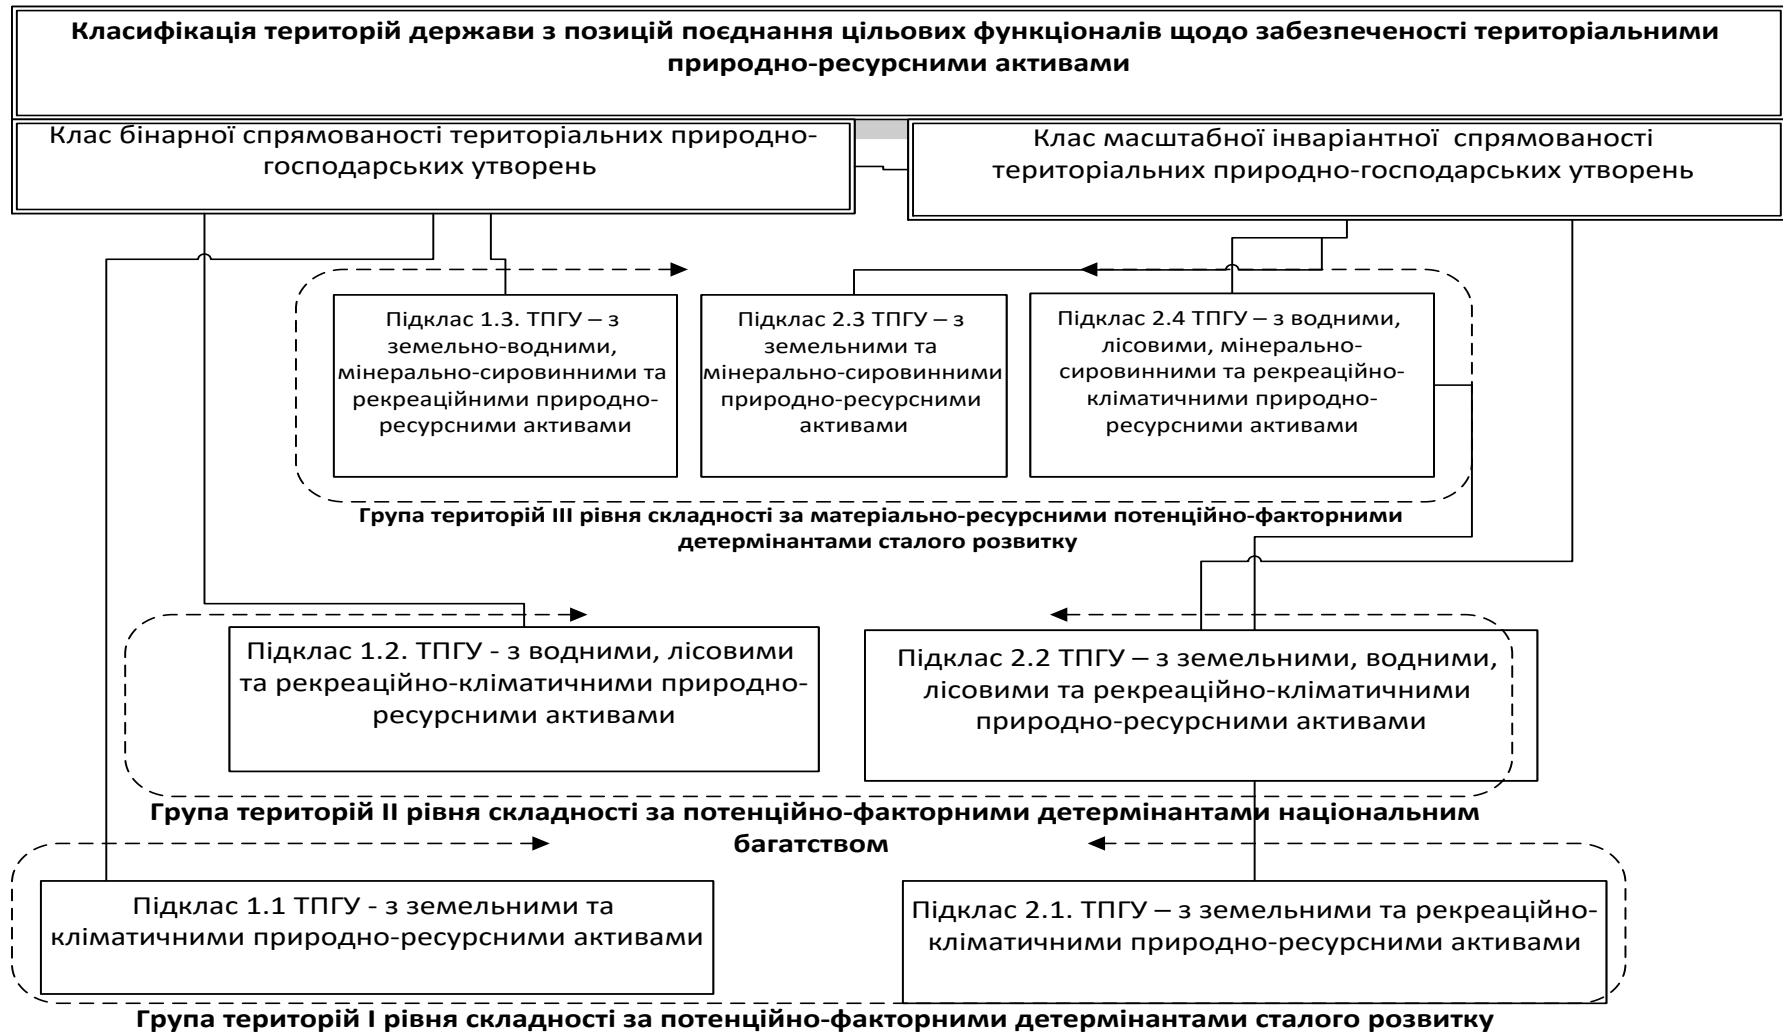 Класифікація територій держави з позицій поєднання цільових функціоналів щодо забезпеченості територіальними
природно-ресурсними активами
Клас бінарної спрямованості територіальних природно-
господарських утворень
Клас масштабної інваріантної спрямованості
територіальних природно-господарських утворень
Підклас 1.3. ТПГУ – з
земельно-водними,
мінерально-сировинними та
рекреаційними природно-
ресурсними активами
Підклас 2.3 ТПГУ – з
земельними та
мінерально-сировинними
природно-ресурсними
активами
Підклас 2.4 ТПГУ – з водними,
лісовими, мінерально-
сировинними та рекреаційно-
кліматичними природно-
ресурсними активами
Група територій III рівня складності за матеріально-ресурсними потенційно-факторними
детермінантами сталого розвитку
Підклас 1.2. ТПГУ - з водними, лісовими
та рекреаційно-кліматичними природно-
ресурсними активами
Підклас 2.2 ТПГУ – з земельними, водними,
лісовими та рекреаційно-кліматичними
природно-ресурсними активами
Група територій II рівня складності за потенційно-факторними детермінантами національним
багатством
Підклас 1.1 ТПГУ - з земельними та
кліматичними природно-ресурсними активами
Підклас 2.1. ТПГУ – з земельними та рекреаційно-
кліматичними природно-ресурсними активами
Група територій I рівня складності за потенційно-факторними детермінантами сталого розвитку